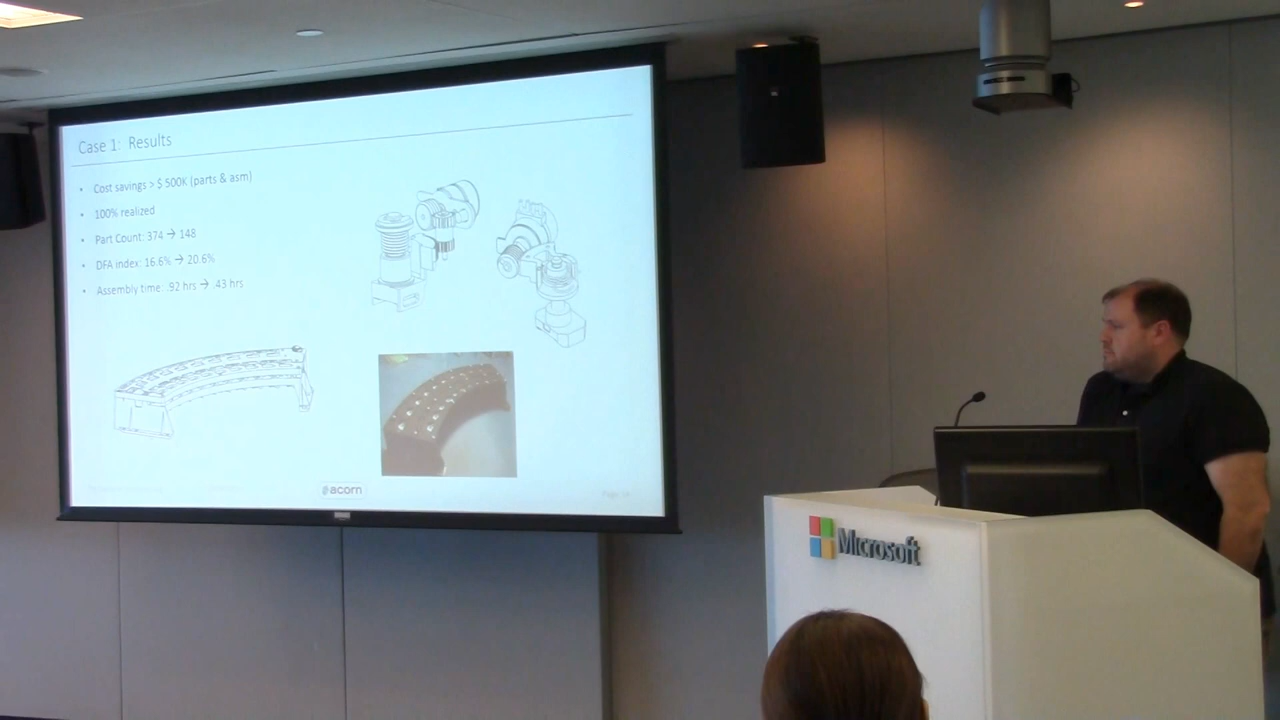 Case 1: Results
• Cost savings > $ 500K (parts & asm)
• 100% realized
• Part Count: 374 → 148
• DFA index: 16.6% → 20.6%
• Assembly time: .92 hrs → .43 hrs
acorn
Microsoft